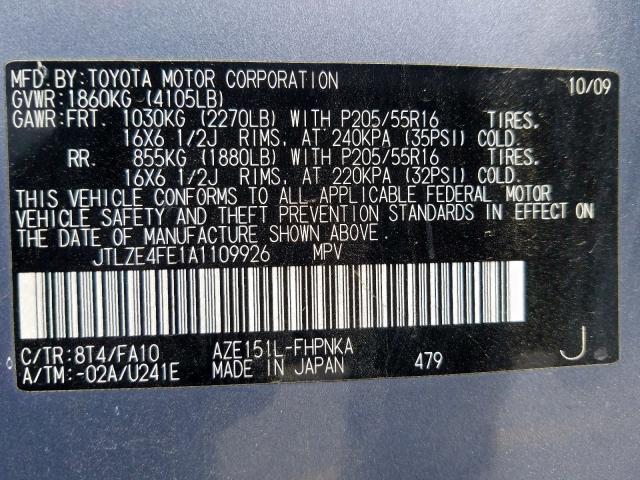 MFD.BY:TOYOTA MOTOR CORPORATION 10/09
GVWR:1860KG (4105LB)
GAWR:FRT. 1030KG (2270LB) WITH P205/55R16 TIRES.
16X6 1/2J RIMS, AT 240KPA (35PSI) COLD.
RR. 855KG (1880LB) WITH P205/55R16 TIRES.
16X6 1/2J RIMS, AT 220KPA (32PSI) COLD.
THIS VEHICLE CONFORMS TO ALL APPLICABLE FEDERAL MOTOR
VEHICLE SAFETY AND THEFT PREVENTION STANDARDS IN EFFECT ON
THE DATE OF MANUFACTURE SHOWN ABOVE.
JTLZE4FE1A1109926 MPV
C/TR:8T4/FA10 AZE151L-FHPNKA J
A/TM:-02A/U241E MADE IN JAPAN 479